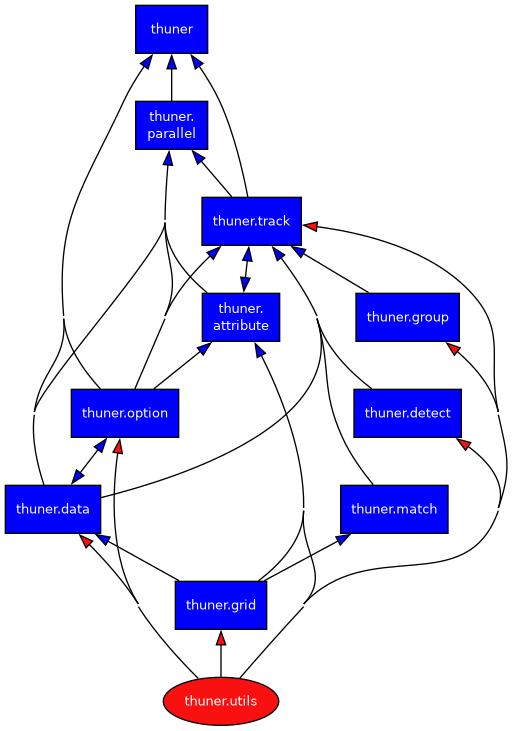 thuner
thuner.
parallel
thuner.track
thuner.
attribute
thuner.group
thuner.option
thuner.detect
thuner.data
thuner.match
thuner.grid
thuner.utils